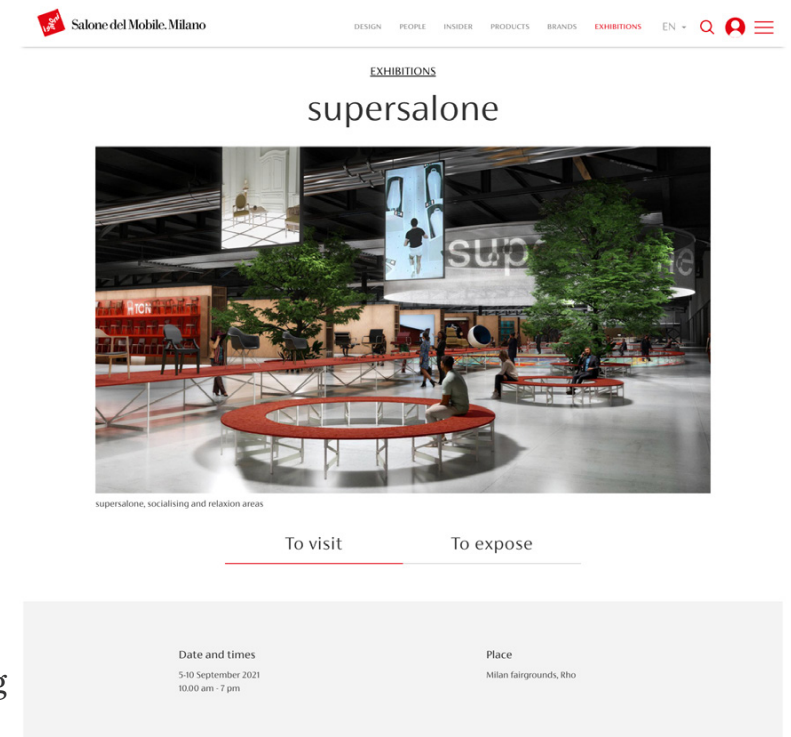 Salone del Mobile. Milano
DESIGN PEOPLE INSIDER PRODUCTS BRANDS EXHIBITIONS EN
EXHIBITIONS
supersalone
TON
supersalone, socialising and relaxion areas
To visit To expose
Date and times Place
5-10 September 2021 Milan fairgrounds, Rho
10.00 am - 7 pm
g